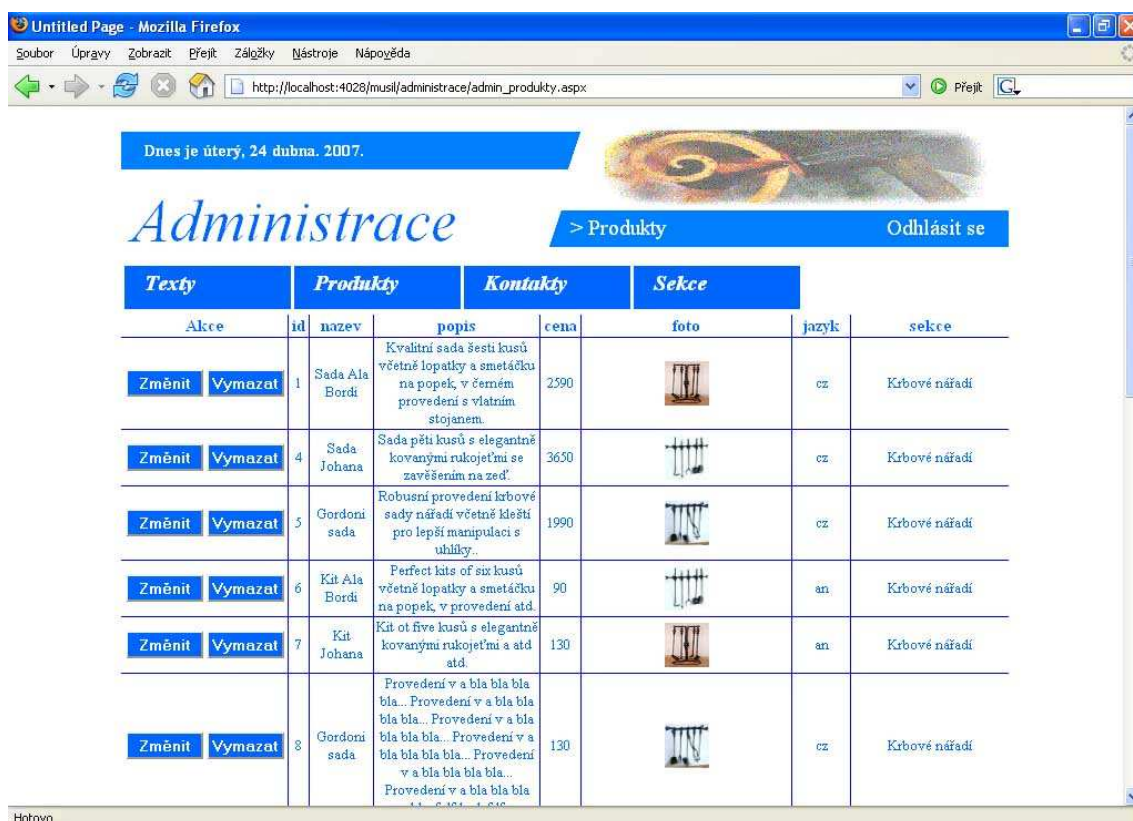 Untitled Page - Mozilla Firefox
Soubor Úpravy Zobrazit Přejít Záložky Nástroje Nápověda
http://localhost:4028/musil/administrace/admin_produkty.aspx Přejít G
Dnes je úterý, 24 dubna. 2007.
Administrace
> Produkty Odhlásit se
Texty Produkty Kontakty Sekce
Akce id nazev popis cena foto jazyk sekce
Kvalitní sada šesti kusů
včetně lopatky a smetáčku
Změnit Vymazat 1 Sada Ala Bordi na popek, v černém 2590 cz Krbové nářadí
provedení s vlatním
stojanem.
Sada pěti kusů s elegantně
Změnit Vymazat 4 Sada Johana kovanými rukojeťmi se 3650 cz Krbové nářadí
zavěšením na zeď.
Robusní provedení krbové
Změnit Vymazat 5 Gordoni sada sady nářadí včetně kleští 1990 cz Krbové nářadí
pro lepší manipulaci s
uhlíky..
Perfect kits of six kusů
Změnit Vymazat 6 Kit Ala Bordi včetně lopatky a smetáčku 90 an Krbové nářadí
na popek, v provedení atd.
Kit ot five kusů s elegantně
Změnit Vymazat 7 Kit Johana kovanými rukojeťmi a atd 130 an Krbové nářadí
atd.
Provedení v a bla bla bla
bla... Provedení v a bla bla
bla bla... Provedení v a bla
Změnit Vymazat 8 Gordoni sada bla bla bla... Provedení v a 130 cz Krbové nářadí
bla bla bla bla... Provedení
v a bla bla bla bla...
Provedení v a bla bla bla
Hotovo